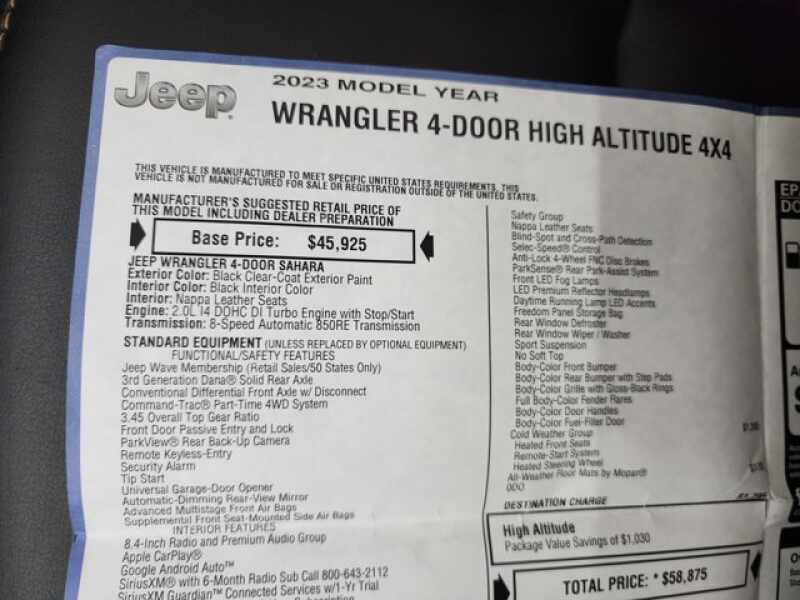 Jeep
2023 MODEL YEAR
WRANGLER 4-DOOR HIGH ALTITUDE 4X4
THIS VEHICLE IS MANUFACTURED TO MEET SPECIFIC UNITED STATES REQUIREMENTS. THIS
VEHICLE IS NOT MANUFACTURED FOR SALE OR REGISTRATION OUTSIDE OF THE UNITED STATES.
MANUFACTURER'S SUGGESTED RETAIL PRICE OF
THIS MODEL INCLUDING DEALER PREPARATION
Base Price: $45,925
JEEP WRANGLER 4-DOOR SAHARA
Exterior Color: Black Clear-Coat Exterior Paint
Interior Color: Black Interior Color
Interior: Nappa Leather Seats
Engine: 2.0L I4 DOHC DI Turbo Engine with Stop/Start
Transmission: 8-Speed Automatic 850RE Transmission
STANDARD EQUIPMENT (UNLESS REPLACED BY OPTIONAL EQUIPMENT)
FUNCTIONAL/SAFETY FEATURES
Jeep Wave Membership (Retail Sales/50 States Only)
3rd Generation Dana® Solid Rear Axle
Conventional Differential Front Axle w/ Disconnect
Command-Trac® Part-Time 4WD System
3.45 Overall Top Gear Ratio
Front Door Passive Entry and Lock
ParkView® Rear Back-Up Camera
Remote Keyless-Entry
Security Alarm
Tip Start
Universal Garage-Door Opener
Automatic-Dimming Rear-View Mirror
Advanced Multistage Front Air Bags
Supplemental Front Seat-Mounted Side Air Bags
INTERIOR FEATURES
8.4-Inch Radio and Premium Audio Group
Apple CarPlay®
Google Android Auto™
SiriusXM® with 6-Month Radio Sub Call 800-643-2112
SiriusXM Guardian™ Connected Services w/1-Yr Trial
Safety Group
Nappa Leather Seats
Blind-Spot and Cross-Path Detection
Selec-Speed® Control
Anti-Lock 4-Wheel FNC Disc Brakes
ParkSense® Rear Park-Assist System
Front LED Fog Lamps
LED Premium Reflector Headlamps
Daytime Running Lamp LED Accents
Freedom Panel Storage Bag
Rear Window Defroster
Rear Window Wiper / Washer
Sport Suspension
No Soft Top
Body-Color Front Bumper
Body-Color Rear Bumper with Step Pads
Body-Color Grille with Gloss-Black Rings
Full Body-Color Fender Flares
Body-Color Door Handles
Body-Color Fuel-Filler Door
Cold Weather Group
Heated Front Seats
Remote-Start System
Heated Steering Wheel
All-Weather Floor Mats by Mopar®
DESTINATION CHARGE
High Altitude
Package Value Savings of $1,030
TOTAL PRICE: * $58,875
EP
DO